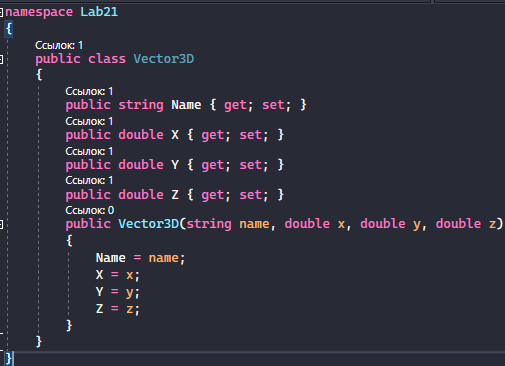 namespace Lab21
{
Ссылок: 1
public class Vector3D
{
Ссылок: 1
public string Name { get; set; }
Ссылок: 1
public double X { get; set; }
Ссылок: 1
public double Y { get; set; }
Ссылок: 1
public double Z { get; set; }
Ссылок: 0
public Vector3D(string name, double x, double y, double z)
{
Name = name;
X = x;
Y = y;
Z = z;
}
}
}